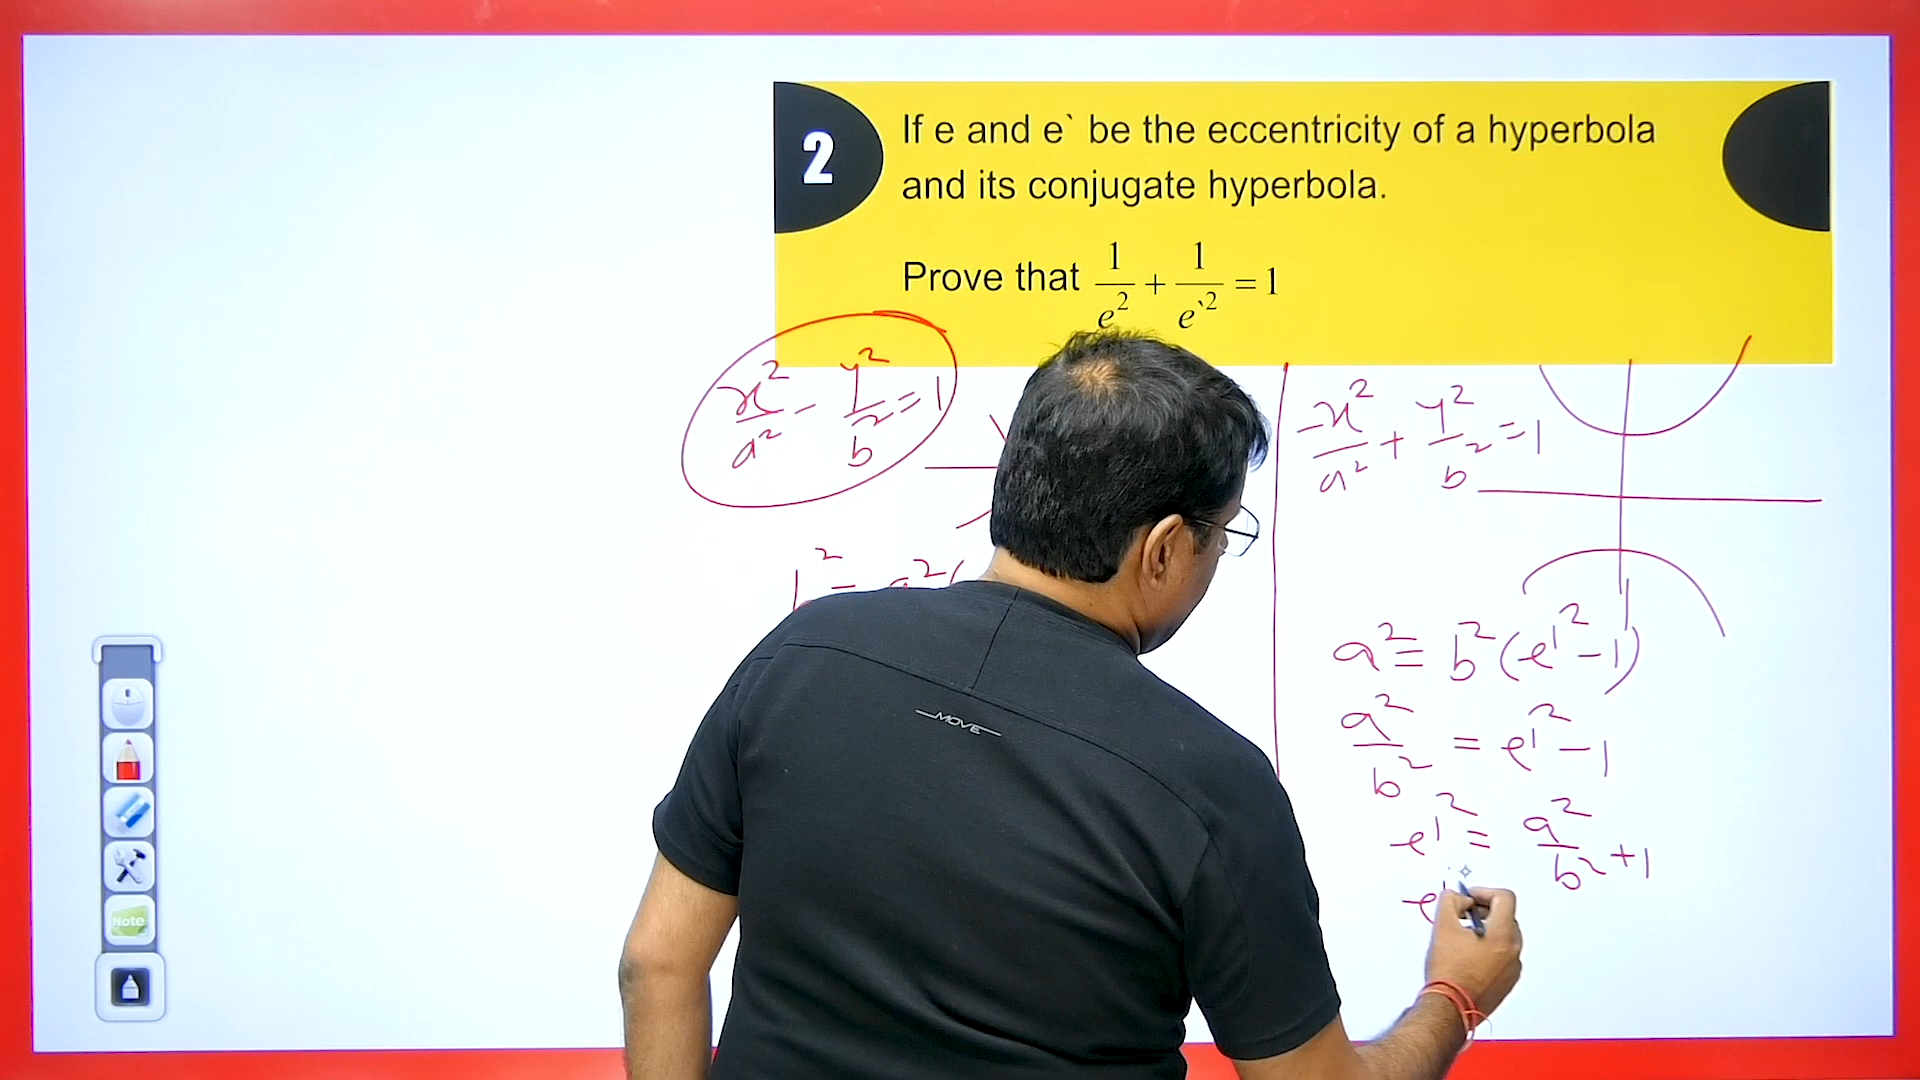 2
If e and e` be the eccentricity of a hyperbola
and its conjugate hyperbola.
Prove that 1/e² + 1/e`² = 1
x²/a² - y²/b² = 1
-x²/a² + y²/b² = 1
a² = b²(e'² - 1)
a²/b² = e'² - 1
e'² = a²/b² + 1
MOVE
Note